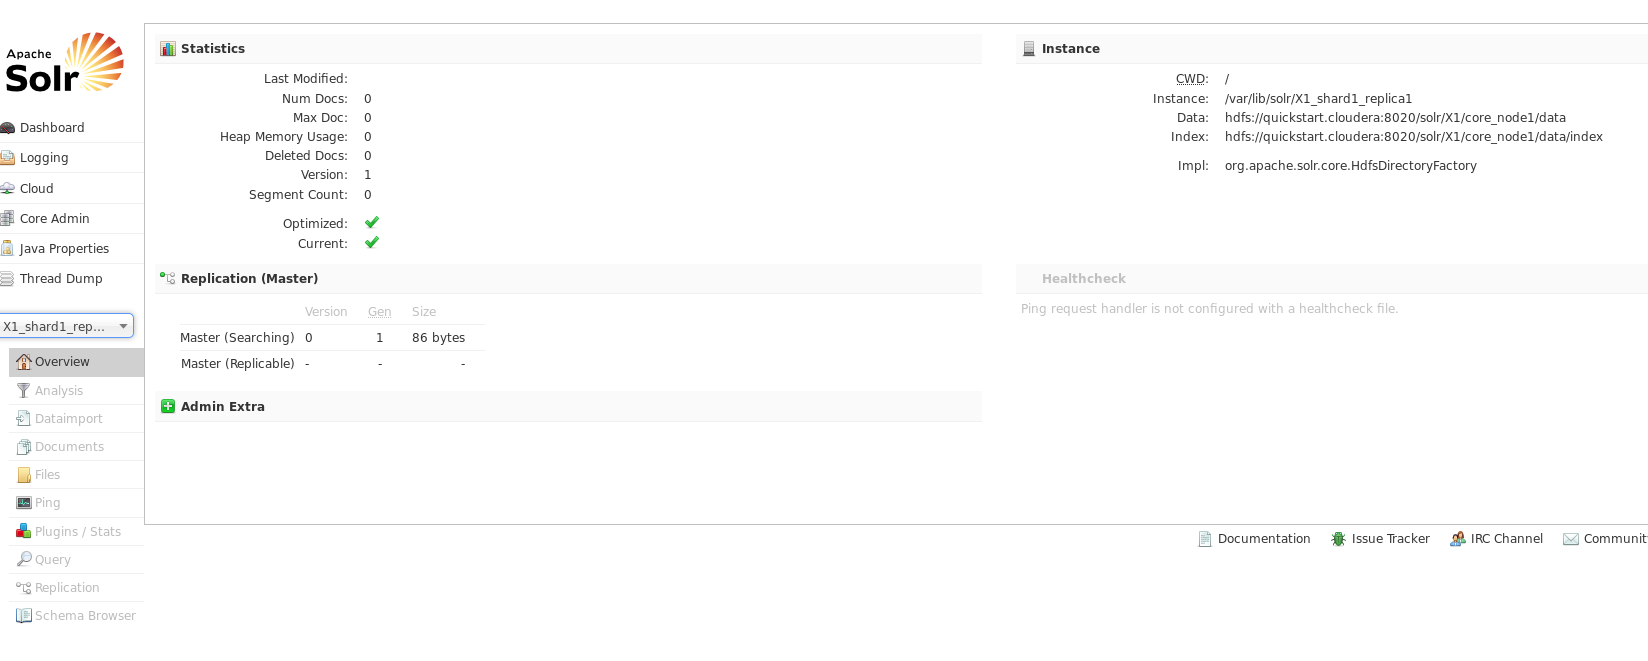 Apache
Solr
Dashboard
Logging
Cloud
Core Admin
Java Properties
Thread Dump
X1_shard1_rep...
Overview
Analysis
Dataimport
Documents
Files
Ping
Plugins / Stats
Query
Replication
Schema Browser
Statistics
Last Modified:
Num Docs: 0
Max Doc: 0
Heap Memory Usage: 0
Deleted Docs: 0
Version: 1
Segment Count: 0
Optimized:
Current:
Instance
CWD: /
Instance: /var/lib/solr/X1_shard1_replica1
Data: hdfs://quickstart.cloudera:8020/solr/X1/core_node1/data
Index: hdfs://quickstart.cloudera:8020/solr/X1/core_node1/data/index
Impl: org.apache.solr.core.HdfsDirectoryFactory
Replication (Master)
Version Gen Size
Master (Searching) 0 1 86 bytes
Master (Replicable) - - -
Healthcheck
Ping request handler is not configured with a healthcheck file.
Admin Extra
Documentation Issue Tracker IRC Channel Communit